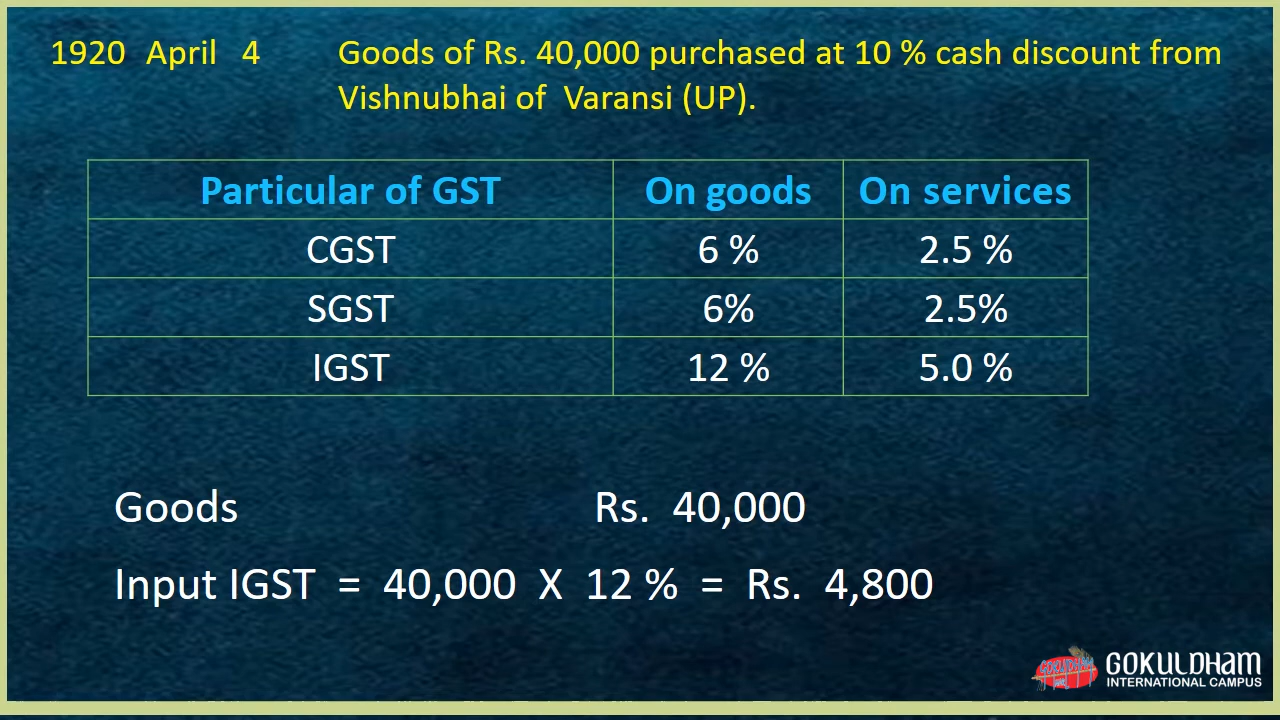 1920 April 4 Goods of Rs. 40,000 purchased at 10 % cash discount from
Vishnubhai of Varansi (UP).
Particular of GST On goods On services
CGST 6 % 2.5 %
SGST 6% 2.5%
IGST 12 % 5.0 %
Goods Rs. 40,000
Input IGST = 40,000 X 12 % = Rs. 4,800
GOKULDHAM
INTERNATIONAL CAMPUS